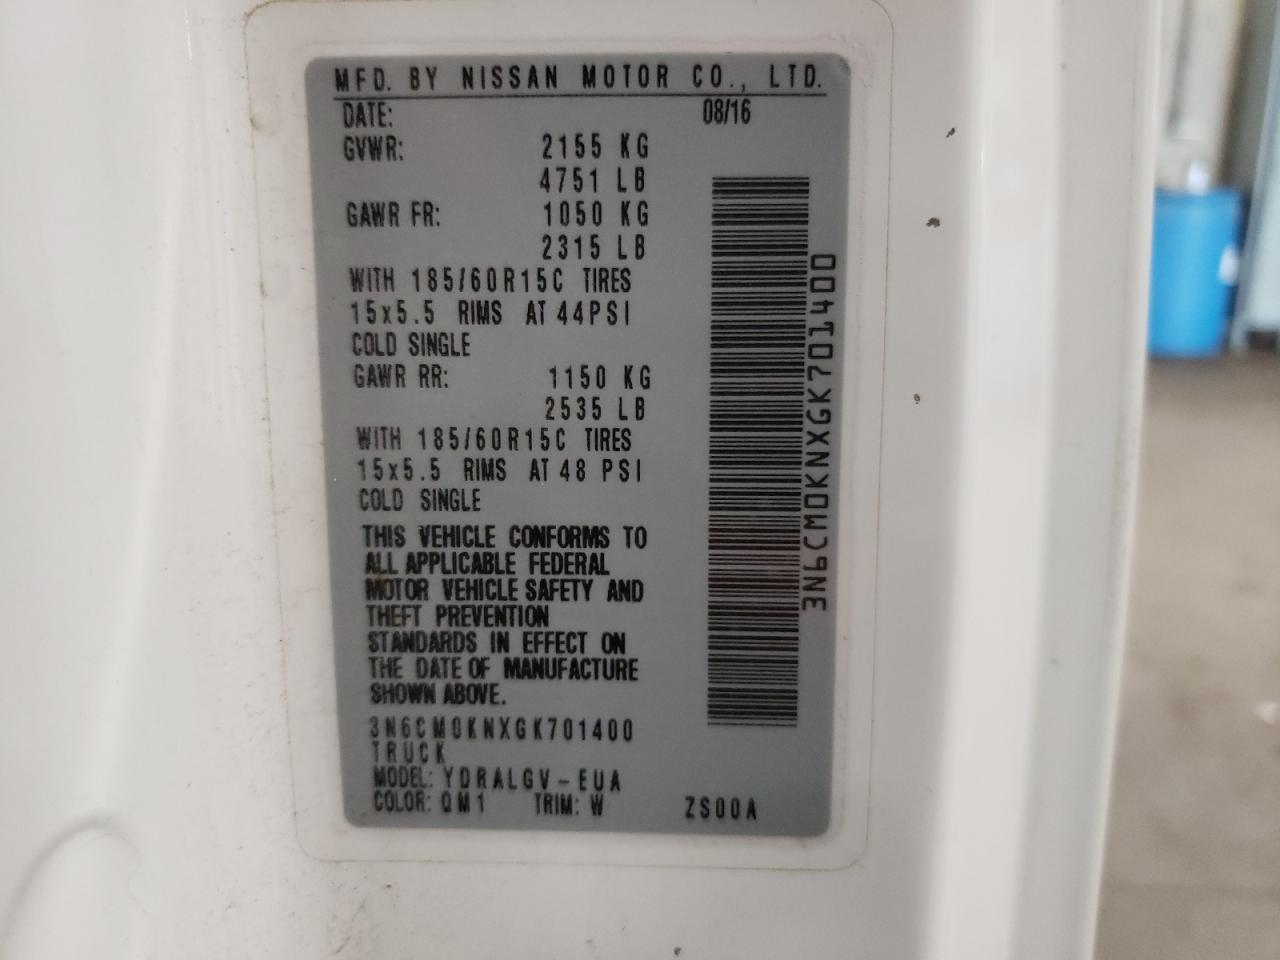 MFD. BY NISSAN MOTOR CO., LTD.
DATE: 08/16
GVWR: 2155 KG
4751 LB
GAWR FR: 1050 KG
2315 LB
WITH 185/60R15C TIRES
15x5.5 RIMS AT 44PSI
COLD SINGLE
GAWR RR: 1150 KG
2535 LB
WITH 185/60R15C TIRES
15x5.5 RIMS AT 48 PSI
COLD SINGLE
THIS VEHICLE CONFORMS TO
ALL APPLICABLE FEDERAL
MOTOR VEHICLE SAFETY AND
THEFT PREVENTION
STANDARDS IN EFFECT ON
THE DATE OF MANUFACTURE
SHOWN ABOVE.
3N6CM0KNXGK701400
TRUCK
MODEL: YDRALGV-EUA
COLOR: QM1 TRIM: W ZS00A
3N6CM0KNXGK701400